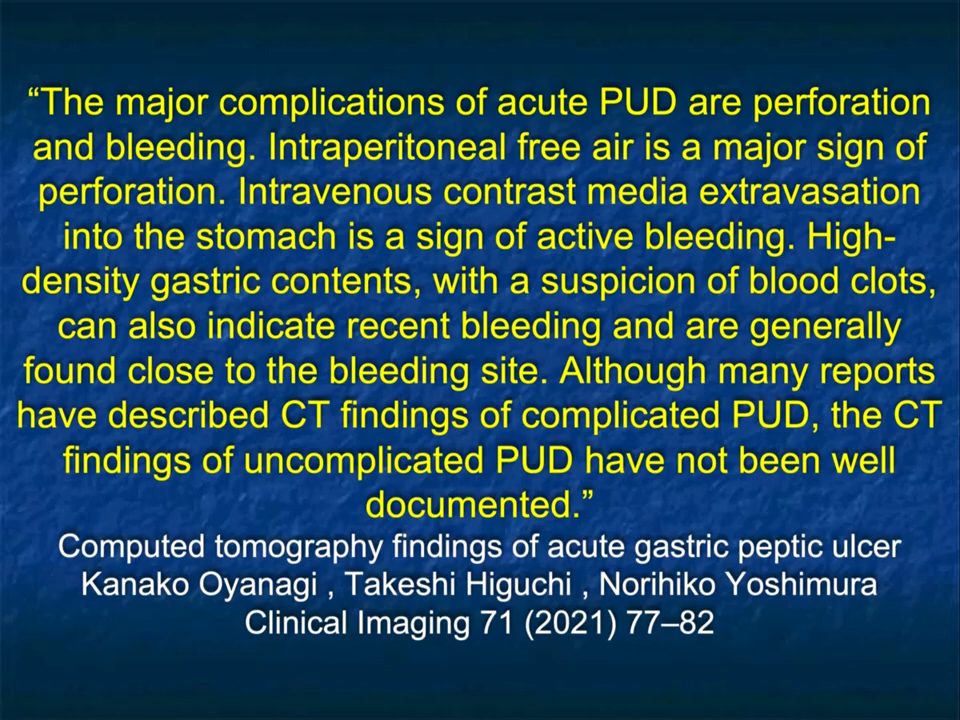 “The major complications of acute PUD are perforation
and bleeding. Intraperitoneal free air is a major sign of
perforation. Intravenous contrast media extravasation
into the stomach is a sign of active bleeding. High-
density gastric contents, with a suspicion of blood clots,
can also indicate recent bleeding and are generally
found close to the bleeding site. Although many reports
have described CT findings of complicated PUD, the CT
findings of uncomplicated PUD have not been well
documented.”
Computed tomography findings of acute gastric peptic ulcer
Kanako Oyanagi , Takeshi Higuchi , Norihiko Yoshimura
Clinical Imaging 71 (2021) 77–82